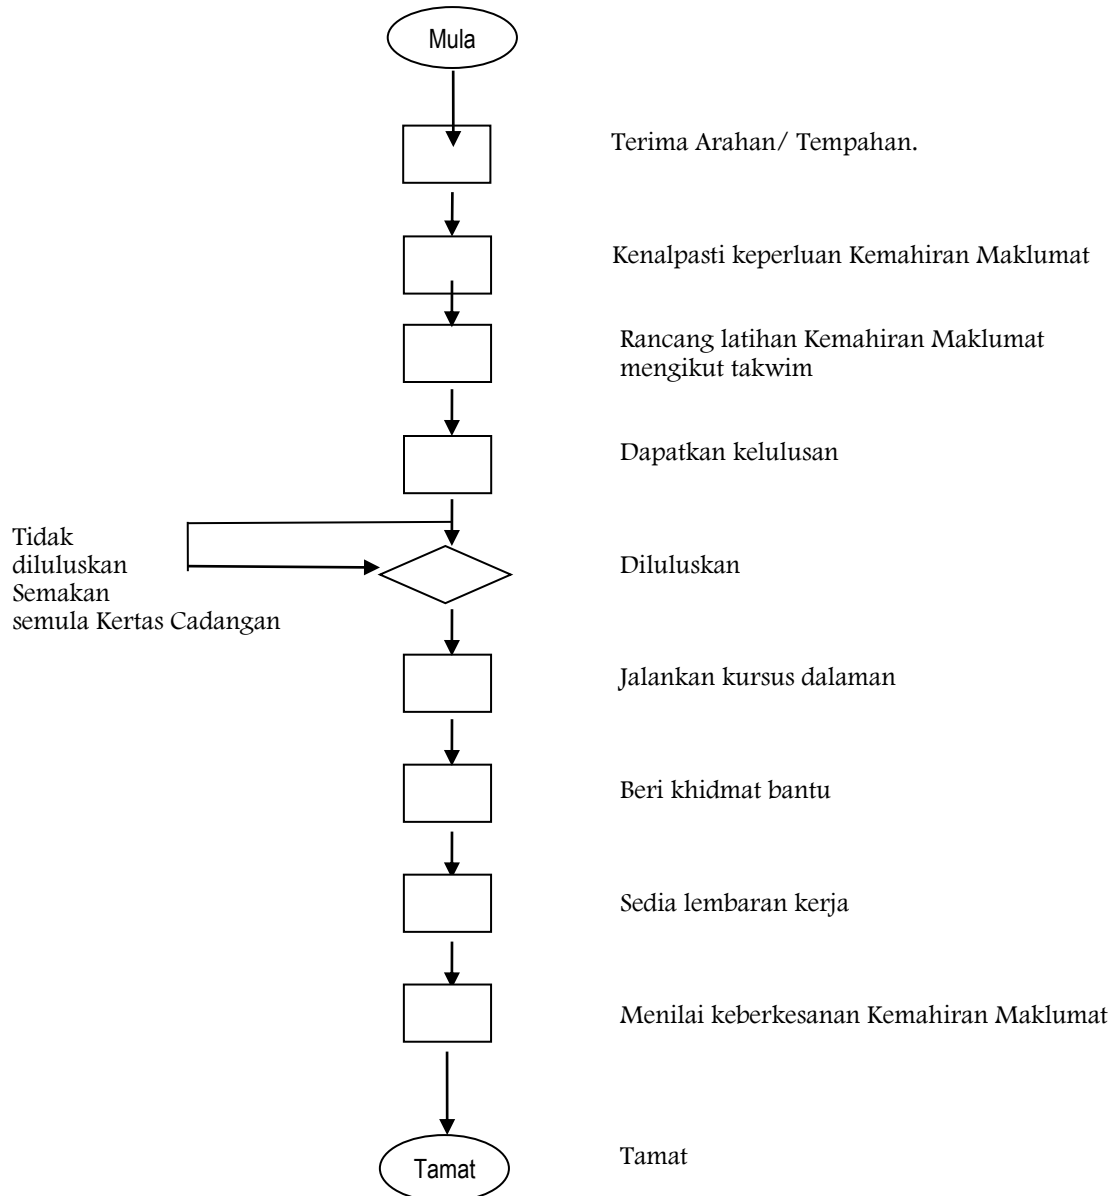 Mula
Terima Arahan/ Tempahan.
Kenalpasti keperluan Kemahiran Maklumat
Rancang latihan Kemahiran Maklumat
mengikut takwim
Dapatkan kelulusan
Tidak
diluluskan
Semakan
semula Kertas Cadangan
Diluluskan
Jalankan kursus dalaman
Beri khidmat bantu
Sedia lembaran kerja
Menilai keberkesanan Kemahiran Maklumat
Tamat
Tamat